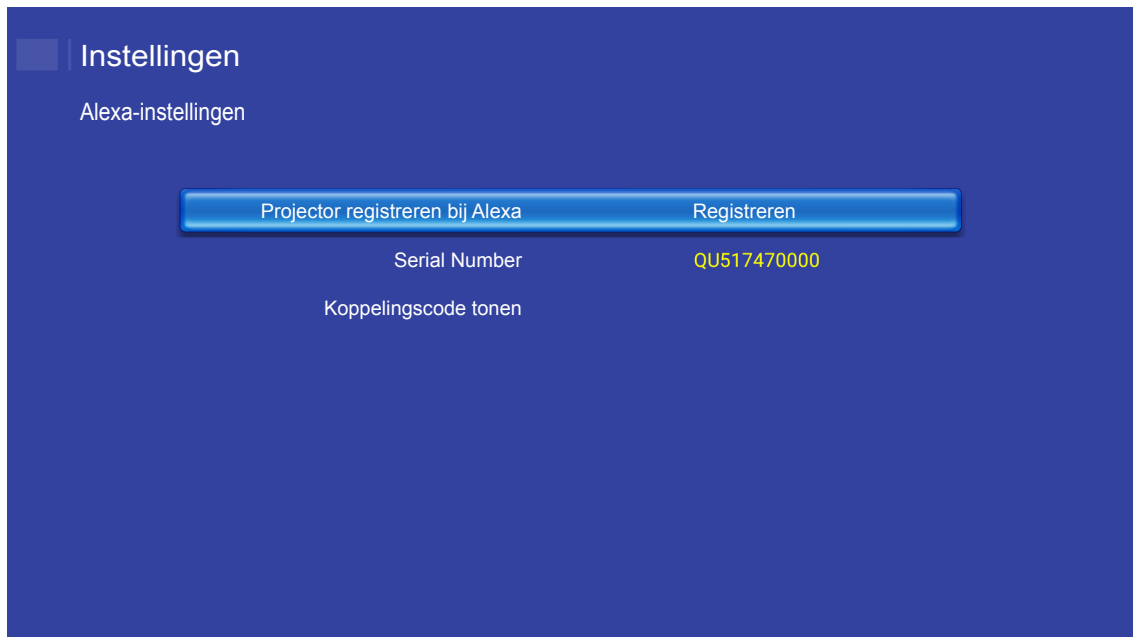 Instellingen
Alexa-instellingen
Projector registreren bij Alexa Registreren
Serial Number QU517470000
Koppelingscode tonen